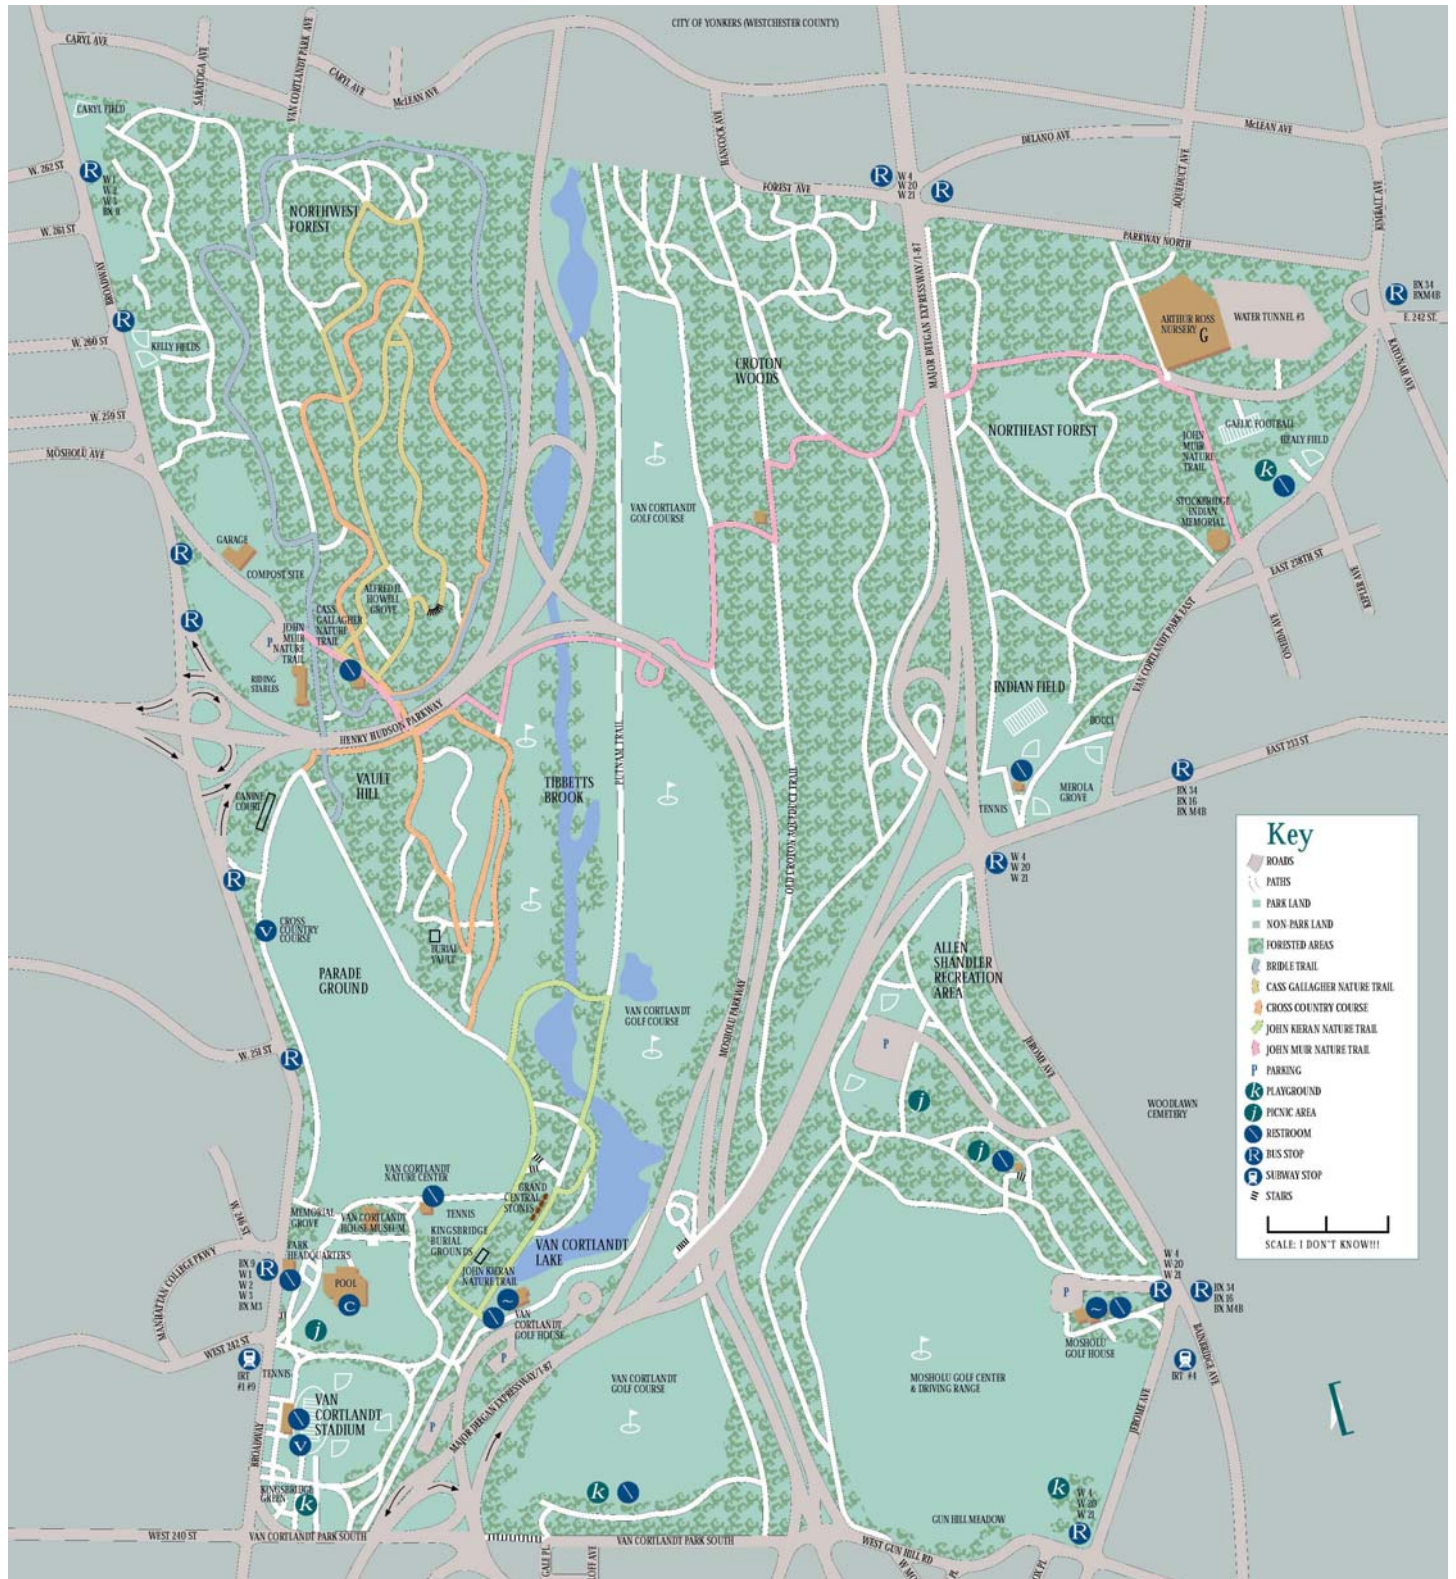 CITY OF YONKERS (WESTCHESTER COUNTY)
CARYL AVE
SARATOGA AVE
VAN CORTLANDT PARK AVE
CARYL AVE
McLEAN AVE
HANCOCK AVE
DELANO AVE
McLEAN AVE
AQUEDUCT AVE
KIMBALL AVE
CARYL FIELD
W. 262 ST
R
W 1
W 2
W 3
BX 9
NORTHWEST
FOREST
FOREST AVE
R
W 4
W 20
W 21
R
PARKWAY NORTH
W. 261 ST
BROADWAY
MAJOR DEEGAN EXPRESSWAY/I-87
R
BX 34
BXM4B
E. 242 ST.
KATONAH AVE
ARTHUR ROSS
NURSERY
G
WATER TUNNEL #3
R
W. 260 ST
KELLY FIELDS
CROTON
WOODS
W. 259 ST
MOSHOLU AVE
NORTHEAST FOREST
JOHN
MUIR
NATURE
TRAIL
GAELIC FOOTBALL
HEALY FIELD
k
STOCKBRIDGE
INDIAN
MEMORIAL
VAN CORTLANDT
GOLF COURSE
GARAGE
R
COMPOST SITE
EAST 238TH ST
KEPLER AVE
ONEIDA AVE
VAN CORTLANDT PARK EAST
ALFRED H.
HOWELL
GROVE
CASS
GALLAGHER
NATURE
TRAIL
R
P
JOHN
MUIR
NATURE
TRAIL
RIDING
STABLES
INDIAN FIELD
BOCCI
HENRY HUDSON PARKWAY
PUTNAM TRAIL
OLD CROTON AQUEDUCT TRAIL
EAST 233 ST
R
BX 34
BX 16
BX M4B
VAULT
HILL
TIBBETTS
BROOK
CANINE
COURT
MEROLA
GROVE
TENNIS
R
W 4
W 20
W 21
R
V
CROSS
COUNTRY
COURSE
BURIAL
VAULT
PARADE
GROUND
ALLEN
SHANDLER
RECREATION
AREA
MOSHOLU PARKWAY
VAN CORTLANDT
GOLF COURSE
W. 251 ST
R
P
JEROME AVE
WOODLAWN
CEMETERY
j
j
Key
ROADS
PATHS
PARK LAND
NON-PARK LAND
FORESTED AREAS
BRIDLE TRAIL
CASS GALLAGHER NATURE TRAIL
CROSS COUNTRY COURSE
JOHN KIERAN NATURE TRAIL
JOHN MUIR NATURE TRAIL
P PARKING
k PLAYGROUND
j PICNIC AREA
RESTROOM
R BUS STOP
SUBWAY STOP
STAIRS
SCALE: I DON'T KNOW!!!
VAN CORTLANDT
NATURE CENTER
W. 246 ST
MEMORIAL
GROVE
VAN CORTLANDT
HOUSE MUSEUM
TENNIS
GRAND
CENTRAL
STONES
KINGSBRIDGE
BURIAL
GROUNDS
VAN CORTLANDT
LAKE
PARK
HEADQUARTERS
MANHATTAN COLLEGE PKWY
BX 9
W 1
W 2
W 3
BX M3
R
POOL
C
JOHN KIERAN
NATURE TRAIL
~
VAN
CORTLANDT
GOLF HOUSE
j
WEST 242 ST
IRT
#1 #9
TENNIS
P
P
VAN
CORTLANDT
STADIUM
V
BROADWAY
MAJOR DEEGAN EXPRESSWAY/I-87
VAN CORTLANDT
GOLF COURSE
MOSHOLU GOLF CENTER
& DRIVING RANGE
P
~
MOSHOLU
GOLF HOUSE
W 4
W 20
W 21
R
R
BX 34
BX 16
BX M4B
BAINBRIDGE AVE
IRT #4
JEROME AVE
KINGSBRIDGE
GREEN
k
k
k
W 4
W 20
W 21
R
GUN HILL MEADOW
WEST 240 ST
VAN CORTLANDT PARK SOUTH
VAN CORTLANDT PARK SOUTH
WEST GUN HILL RD
GALE PL